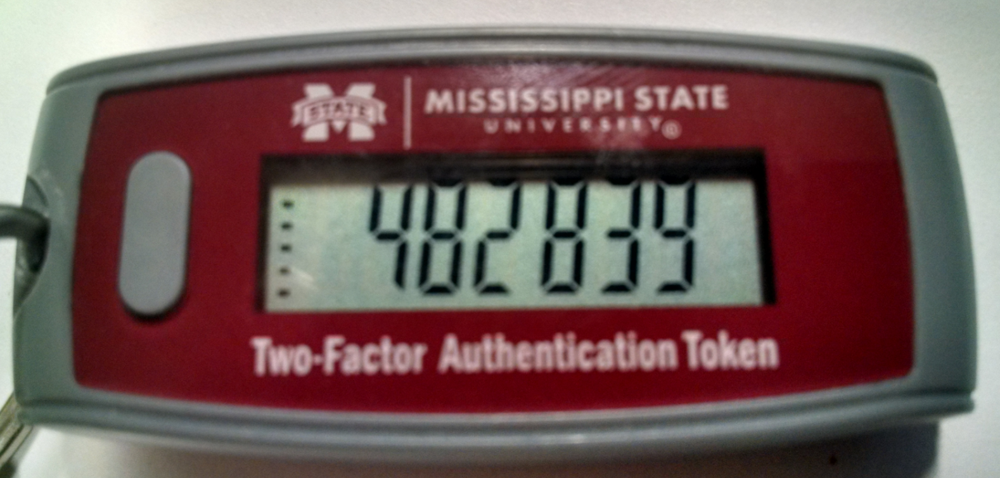 STATE
MISSISSIPPI STATE
UNIVERSITY®
482839
Two-Factor Authentication Token